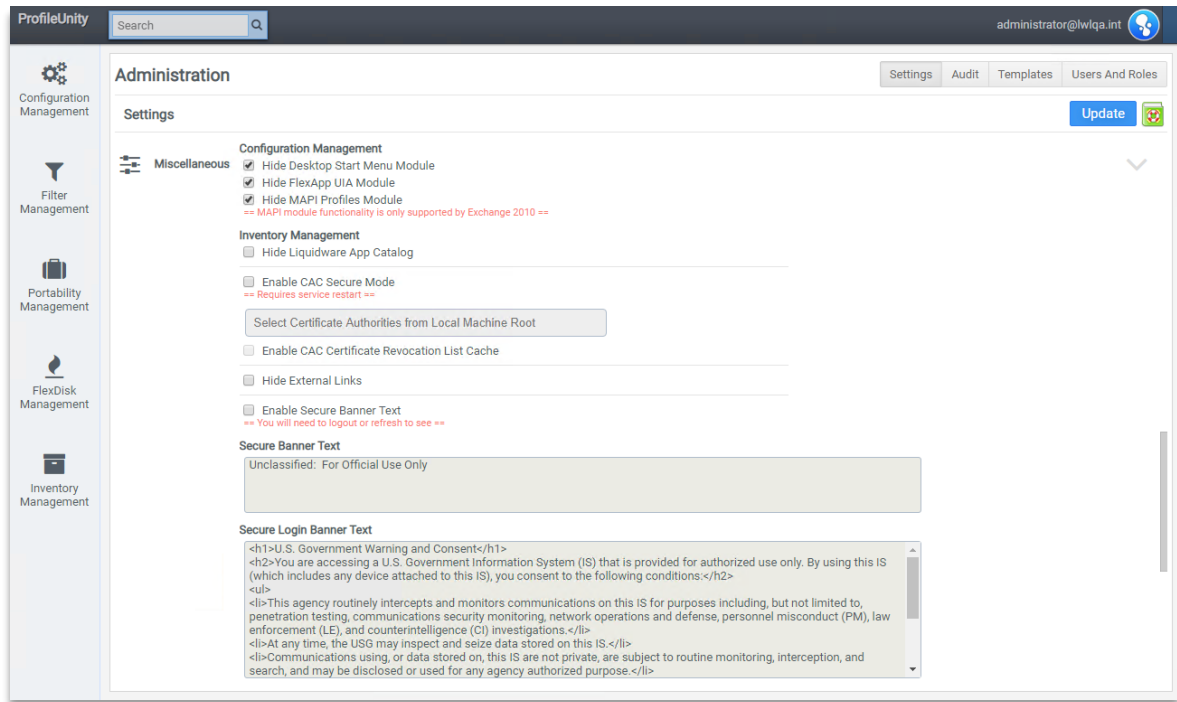 ProfileUnity
Search
administrator@lwlqa.int
Configuration
Management
Filter
Management
Portability
Management
FlexDisk
Management
Inventory
Management
Administration
Settings
Audit
Templates
Users And Roles
Settings
Update
Miscellaneous
Configuration Management
Hide Desktop Start Menu Module
Hide FlexApp UIA Module
Hide MAPI Profiles Module
== MAPI module functionality is only supported by Exchange 2010 ==
Inventory Management
Hide Liquidware App Catalog
Enable CAC Secure Mode
== Requires service restart ==
Select Certificate Authorities from Local Machine Root
Enable CAC Certificate Revocation List Cache
Hide External Links
Enable Secure Banner Text
== You will need to logout or refresh to see ==
Secure Banner Text
Unclassified: For Official Use Only
Secure Login Banner Text
<h1>U.S. Government Warning and Consent</h1>
<h2>You are accessing a U.S. Government Information System (IS) that is provided for authorized use only. By using this IS
(which includes any device attached to this IS), you consent to the following conditions:</h2>
<ul>
<li>This agency routinely intercepts and monitors communications on this IS for purposes including, but not limited to,
penetration testing, communications security monitoring, network operations and defense, personnel misconduct (PM), law
enforcement (LE), and counterintelligence (CI) investigations.</li>
<li>At any time, the USG may inspect and seize data stored on this IS.</li>
<li>Communications using, or data stored on, this IS are not private, are subject to routine monitoring, interception, and
search, and may be disclosed or used for any agency authorized purpose.</li>